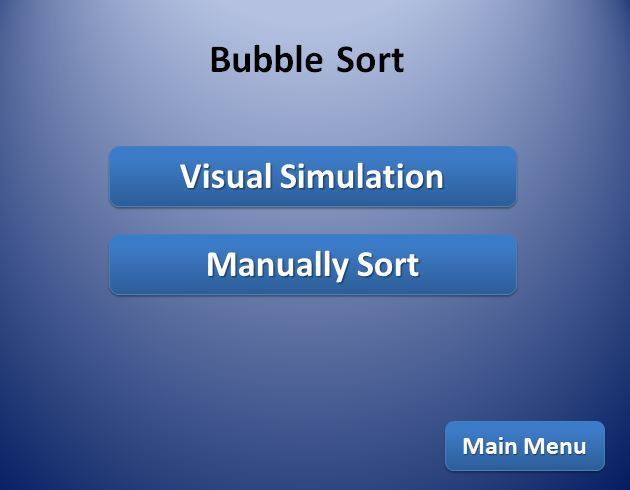 Bubble Sort
Visual Simulation
Manually Sort
Main Menu